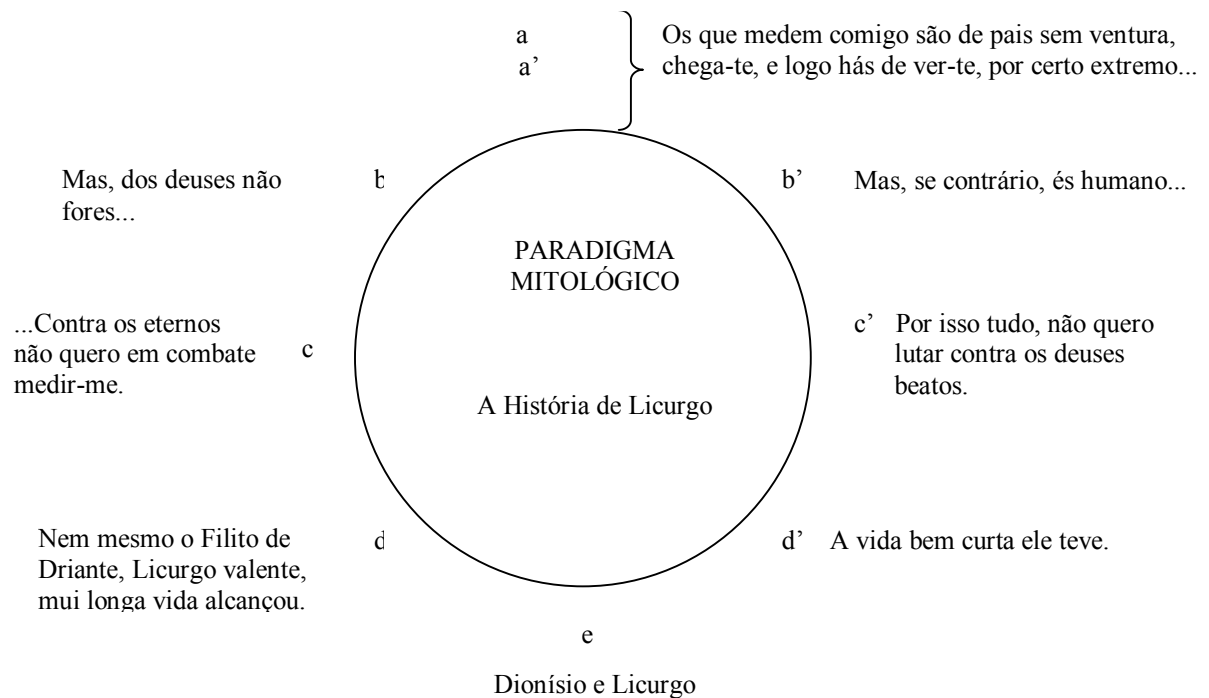 a
a’
Os que medem comigo são de pais sem ventura,
chega-te, e logo hás de ver-te, por certo extremo...
Mas, dos deuses não
fores...
b
b’
Mas, se contrário, és humano...
PARADIGMA
MITOLÓGICO
...Contra os eternos
não quero em combate
medir-me.
c
c’
Por isso tudo, não quero
lutar contra os deuses
beatos.
A História de Licurgo
Nem mesmo o Filito de
Driante, Licurgo valente,
mui longa vida alcançou.
d
d’
A vida bem curta ele teve.
e
Dionísio e Licurgo